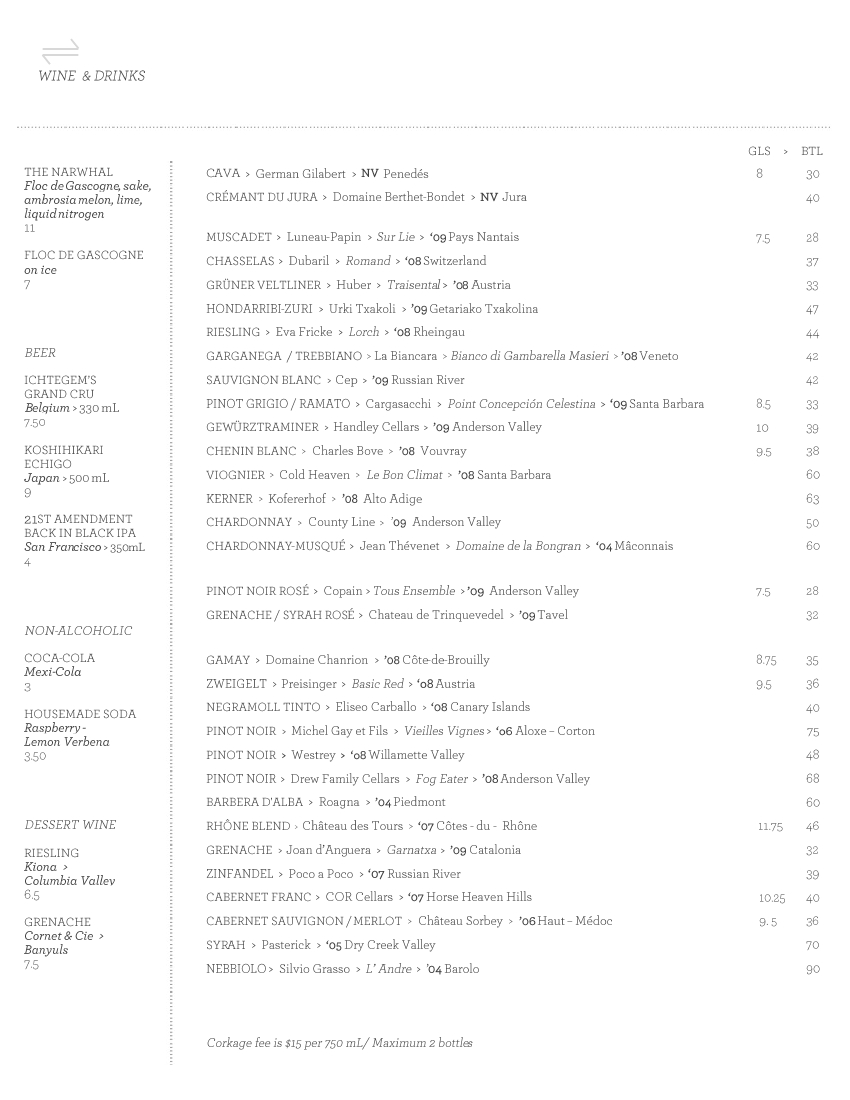 WINE & DRINKS
GLS > BTL
THE NARWHAL
Floc de Gascogne, sake,
ambrosia melon, lime,
liquid nitrogen
11
FLOC DE GASCOGNE
on ice
7
BEER
ICHTEGEM'S
GRAND CRU
Belgium > 330 mL
7.50
KOSHIHIKARI
ECHIGO
Japan > 500 mL
9
21ST AMENDMENT
BACK IN BLACK IPA
San Francisco > 350mL
4
NON-ALCOHOLIC
COCA-COLA
Mexi-Cola
3
HOUSEMADE SODA
Raspberry -
Lemon Verbena
3.50
DESSERT WINE
RIESLING
Kiona >
Columbia Valley
6.5
GRENACHE
Cornet & Cie >
Banyuls
7.5
CAVA > German Gilabert > NV Penedés 8 30
CRÉMANT DU JURA > Domaine Berthet-Bondet > NV Jura 40
MUSCADET > Luneau-Papin > Sur Lie > ‘09 Pays Nantais 7.5 28
CHASSELAS > Dubaril > Romand > ‘08 Switzerland 37
GRÜNER VELTLINER > Huber > Traisental > ’08 Austria 33
HONDARRIBI-ZURI > Urki Txakoli > ’09 Getariako Txakolina 47
RIESLING > Eva Fricke > Lorch > ‘08 Rheingau 44
GARGANEGA / TREBBIANO > La Biancara > Bianco di Gambarella Masieri > ’08 Veneto 42
SAUVIGNON BLANC > Cep > ’09 Russian River 42
PINOT GRIGIO / RAMATO > Cargasacchi > Point Concepción Celestina > ‘09 Santa Barbara 8.5 33
GEWÜRZTRAMINER > Handley Cellars > ’09 Anderson Valley 10 39
CHENIN BLANC > Charles Bove > ’08 Vouvray 9.5 38
VIOGNIER > Cold Heaven > Le Bon Climat > ’08 Santa Barbara 60
KERNER > Kofererhof > ’08 Alto Adige 63
CHARDONNAY > County Line > ’09 Anderson Valley 50
CHARDONNAY-MUSQUÉ > Jean Thévenet > Domaine de la Bongran > ‘04 Mâconnais 60
PINOT NOIR ROSÉ > Copain > Tous Ensemble > ’09 Anderson Valley 7.5 28
GRENACHE / SYRAH ROSÉ > Chateau de Trinquevedel > ’09 Tavel 32
GAMAY > Domaine Chanrion > ’08 Côte-de-Brouilly 8.75 35
ZWEIGELT > Preisinger > Basic Red > ‘08 Austria 9.5 36
NEGRAMOLL TINTO > Eliseo Carballo > ‘08 Canary Islands 40
PINOT NOIR > Michel Gay et Fils > Vieilles Vignes > ‘06 Aloxe – Corton 75
PINOT NOIR > Westrey > ‘08 Willamette Valley 48
PINOT NOIR > Drew Family Cellars > Fog Eater > ’08 Anderson Valley 68
BARBERA D'ALBA > Roagna > ’04 Piedmont 60
RHÔNE BLEND > Château des Tours > ‘07 Côtes - du - Rhône 11.75 46
GRENACHE > Joan d’Anguera > Garnatxa > ’09 Catalonia 32
ZINFANDEL > Poco a Poco > ’07 Russian River 39
CABERNET FRANC > COR Cellars > ‘07 Horse Heaven Hills 10.25 40
CABERNET SAUVIGNON / MERLOT > Château Sorbey > ’06 Haut – Médoc 9.5 36
SYRAH > Pasterick > ‘05 Dry Creek Valley 70
NEBBIOLO > Silvio Grasso > L’ Andre > ’04 Barolo 90
Corkage fee is $15 per 750 mL/ Maximum 2 bottles